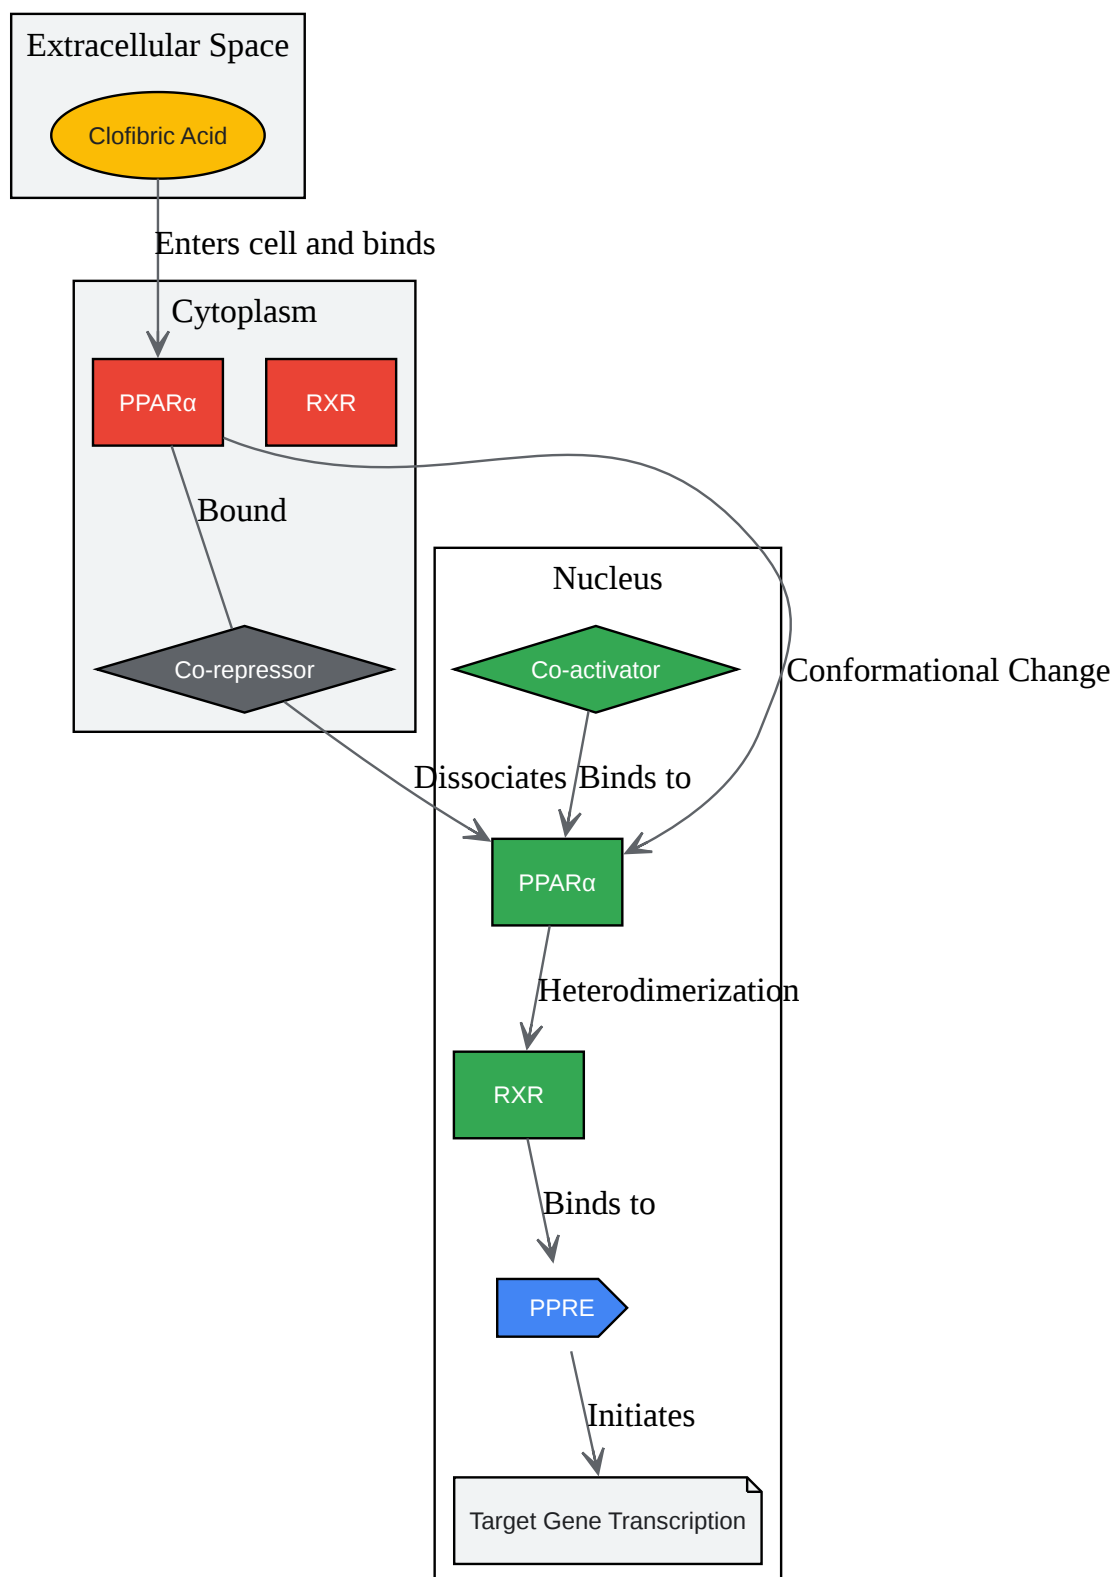 Extracellular Space
Clofibric Acid
Enters cell and binds
Cytoplasm
PPARα
RXR
Bound
Nucleus
Co-repressor
Co-activator
Conformational Change
Dissociates
Binds to
PPARα
Heterodimerization
RXR
Binds to
PPRE
Initiates
Target Gene Transcription